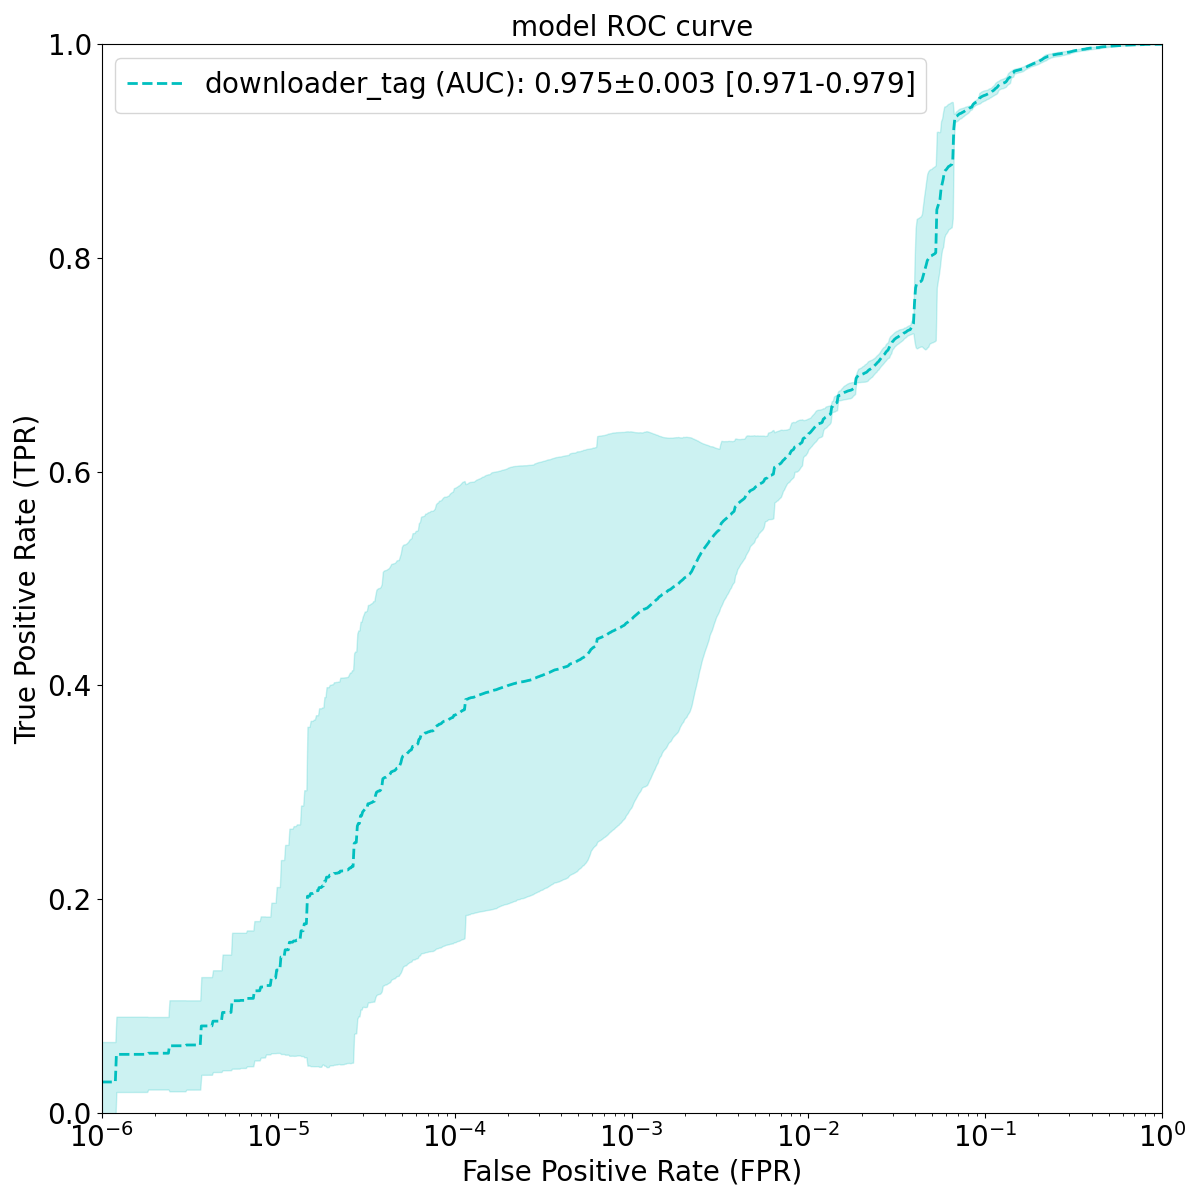 model ROC curve
downloader_tag (AUC): 0.975±0.003 [0.971-0.979]
1.0
0.8
0.6
0.4
0.2
0.0
True Positive Rate (TPR)
10⁻⁶ 10⁻⁵ 10⁻⁴ 10⁻³ 10⁻² 10⁻¹ 10⁰
False Positive Rate (FPR)